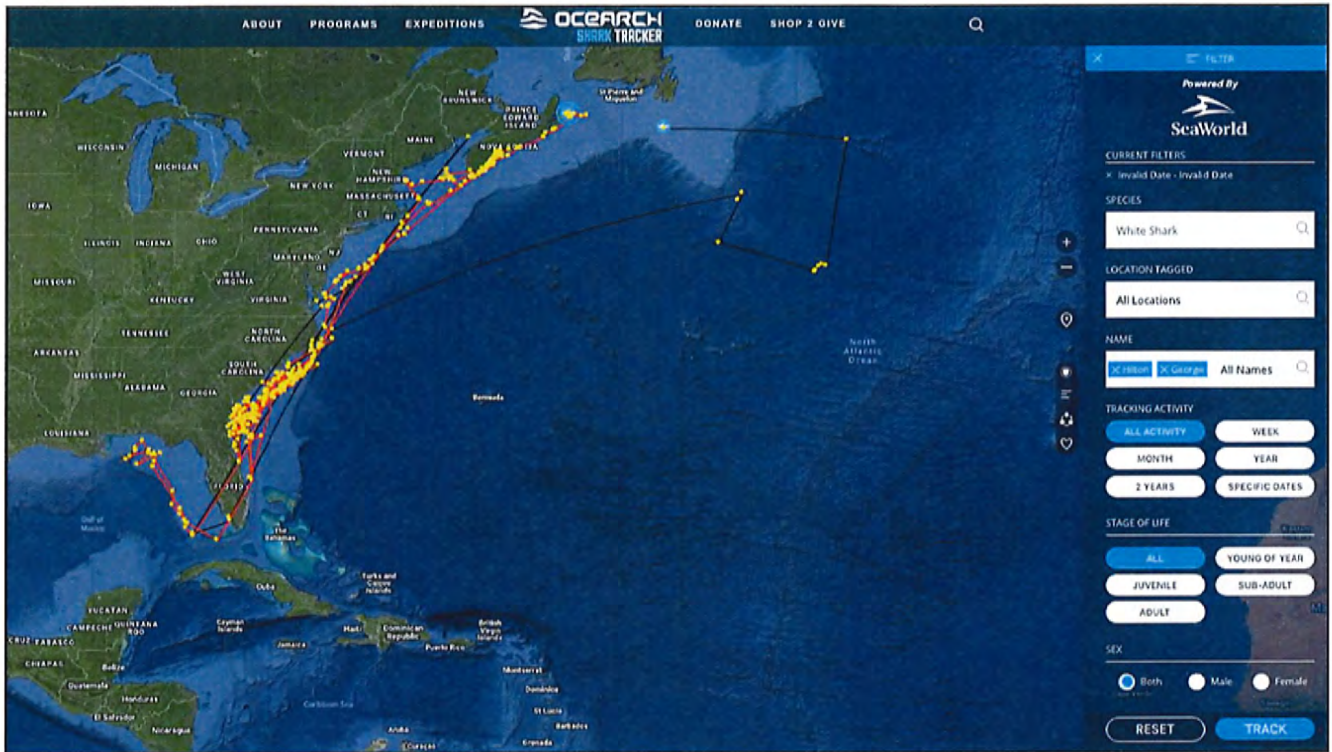 ABOUT PROGRAMS EXPEDITIONS OCEARCH SHARK TRACKER DONATE SHOP 2 GIVE
× FILTER
Powered By
SeaWorld
CURRENT FILTERS
× Invalid Date - Invalid Date
SPECIES
White Shark
LOCATION TAGGED
All Locations
NAME
× Hilton × George All Names
TRACKING ACTIVITY
ALL ACTIVITY WEEK
MONTH YEAR
2 YEARS SPECIFIC DATES
STAGE OF LIFE
ALL YOUNG OF YEAR
JUVENILE SUB-ADULT
ADULT
SEX
Both Male Female
RESET TRACK
St Pierre and
Miquelon
NEW
BRUNSWICK
PRINCE
EDWARD
ISLAND
MAINE
NOVA SCOTIA
WISCONSIN
MICHIGAN
VERMONT
NEW
HAMPSHIRE
NEW YORK
MASSACHUSETT
IOWA
CT RI
PENNSYLVANIA
ILLINOIS INDIANA OHIO
MARYLAND NJ
DE
WEST
VIRGINIA
MISSOURI
KENTUCKY
VIRGINIA
TENNESSEE
NORTH
CAROLINA
ARKANSAS
SOUTH
CAROLINA
MISSISSIPPI
ALABAMA
GEORGIA
LOUISIANA
FLORIDA
North
Atlantic
Ocean
Bermuda
Gulf of
Mexico
The
Bahamas
Cuba
Turks and
Caicos
Islands
YUCATAN
CAMPECHE QUINTANA
ROO
CRUZ TABASCO
CHIAPAS
Belize
Cayman
Islands
Jamaica
Haiti
Dominican
Republic
Puerto Rico
British
Virgin
Islands
Guatemala
Honduras
El Salvador
Nicaragua
Caribbean Sea
Montserrat
Dominica
St Lucia
Barbados
Grenada
Aruba
Curaçao